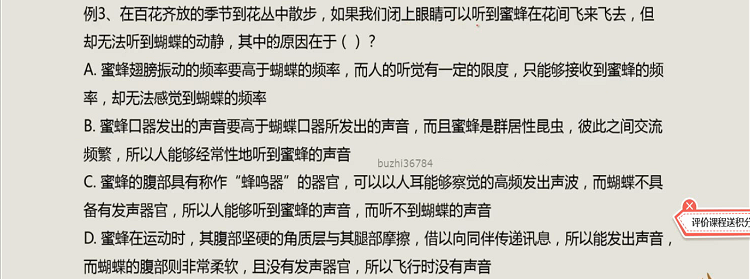 例3、在百花齐放的季节到花丛中散步，如果我们闭上眼睛可以听到蜜蜂在花间飞来飞去，但
却无法听到蝴蝶的动静，其中的原因在于 ( ) ？
A. 蜜蜂翅膀振动的频率要高于蝴蝶的频率，而人的听觉有一定的限度，只能够接收到蜜蜂的频
率，却无法感觉到蝴蝶的频率
B. 蜜蜂口器发出的声音要高于蝴蝶口器所发出的声音，而且蜜蜂是群居性昆虫，彼此之间交流
频繁，所以人能够经常性地听到蜜蜂的声音
buzhi36784
C. 蜜蜂的腹部具有称作“蜂鸣器”的器官，可以以人耳能够察觉的高频发出声波，而蝴蝶不具
备有发声器官，所以人能够听到蜜蜂的声音，而听不到蝴蝶的声音
评价课程送积分
D. 蜜蜂在运动时，其腹部坚硬的角质层与其腿部摩擦，借以向同伴传递讯息，所以能发出声音，
而蝴蝶的腹部则非常柔软，且没有发声器官，所以飞行时没有声音